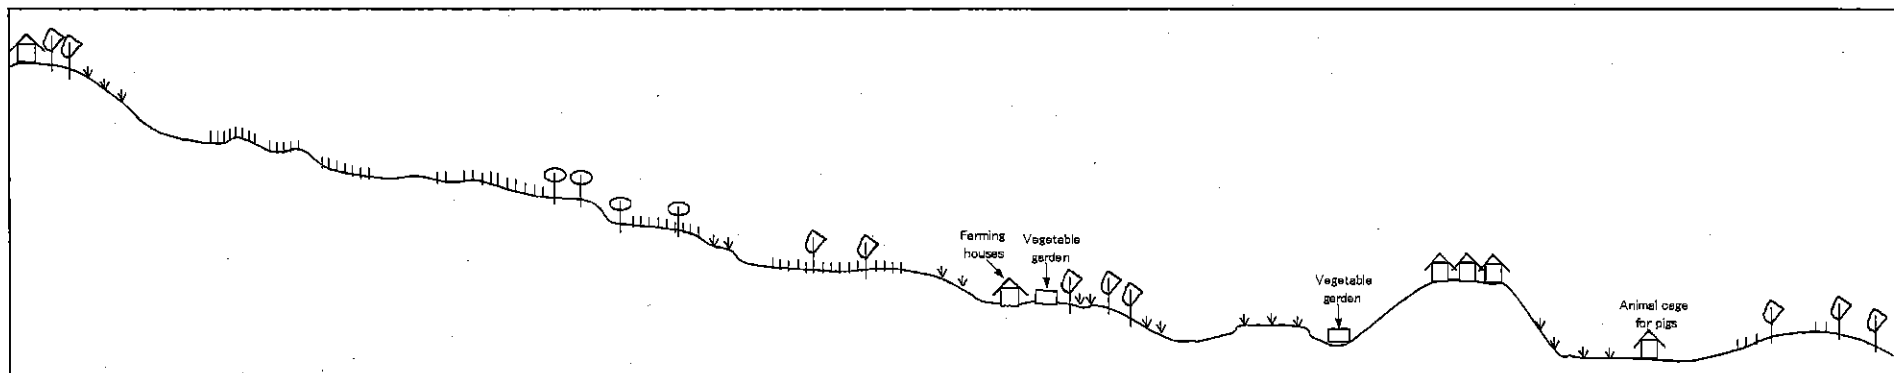 Farming
houses
Vegetable
garden
Vegetable
garden
Animal cage
for pigs